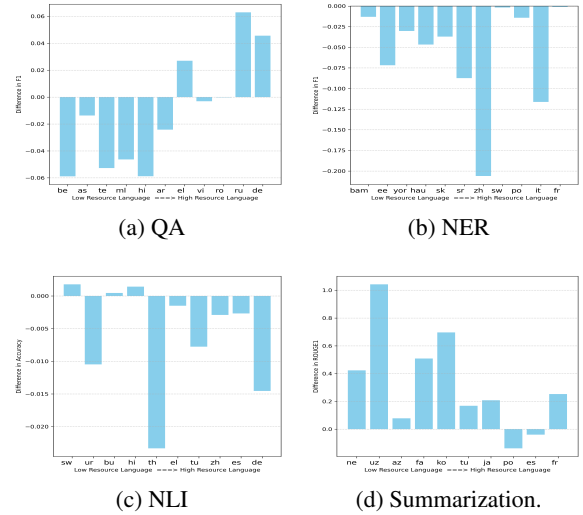 0.06
0.04
0.02
0.00
−0.02
−0.04
−0.06
Difference in F1
be as te ml hi ar el vi ro ru de
Low Resource Language ----> High Resource Language
(a) QA
0.000
−0.025
−0.050
−0.075
−0.100
−0.125
−0.150
−0.175
−0.200
Difference in F1
bam ee yor hau sk sr zh sw po it fr
Low Resource Language ----> High Resource Language
(b) NER
0.000
−0.005
−0.010
−0.015
−0.020
Difference in Accuracy
sw ur bu hi th el tu zh es de
Low Resource Language ----> High Resource Language
(c) NLI
1.0
0.8
0.6
0.4
0.2
0.0
Difference in ROUGE1
ne uz az fa ko tu ja po es fr
Low Resource Language ----> High Resource Language
(d) Summarization.